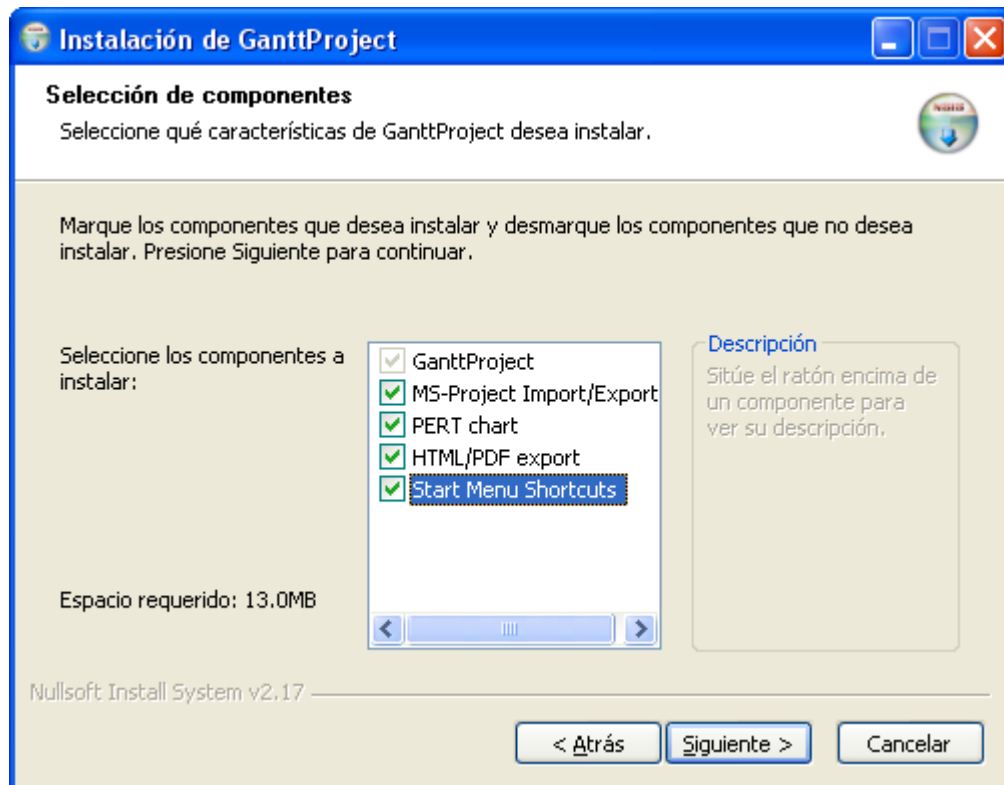 Instalación de GanttProject
Selección de componentes
Seleccione qué características de GanttProject desea instalar.
Marque los componentes que desea instalar y desmarque los componentes que no desea
instalar. Presione Siguiente para continuar.
Seleccione los componentes a
instalar:
GanttProject
MS-Project Import/Export
PERT chart
HTML/PDF export
Start Menu Shortcuts
Descripción
Sitúe el ratón encima de
un componente para
ver su descripción.
Espacio requerido: 13.0MB
Nullsoft Install System v2.17
< Atrás
Siguiente >
Cancelar